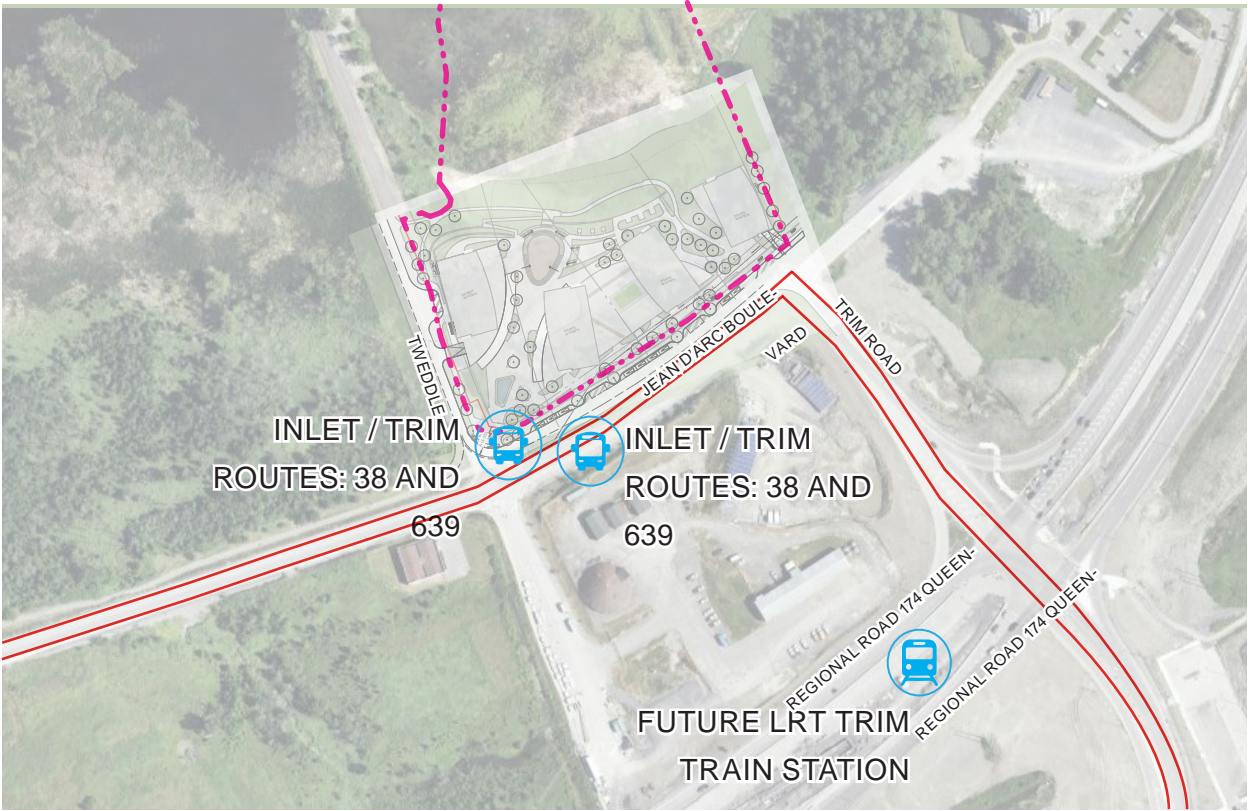 TWEDDLE
JEAN D'ARC BOULE-
VARD
TRIM ROAD
INLET / TRIM
ROUTES: 38 AND
639
INLET / TRIM
ROUTES: 38 AND
639
REGIONAL ROAD 174 QUEEN-
REGIONAL ROAD 174 QUEEN-
FUTURE LRT TRIM
TRAIN STATION